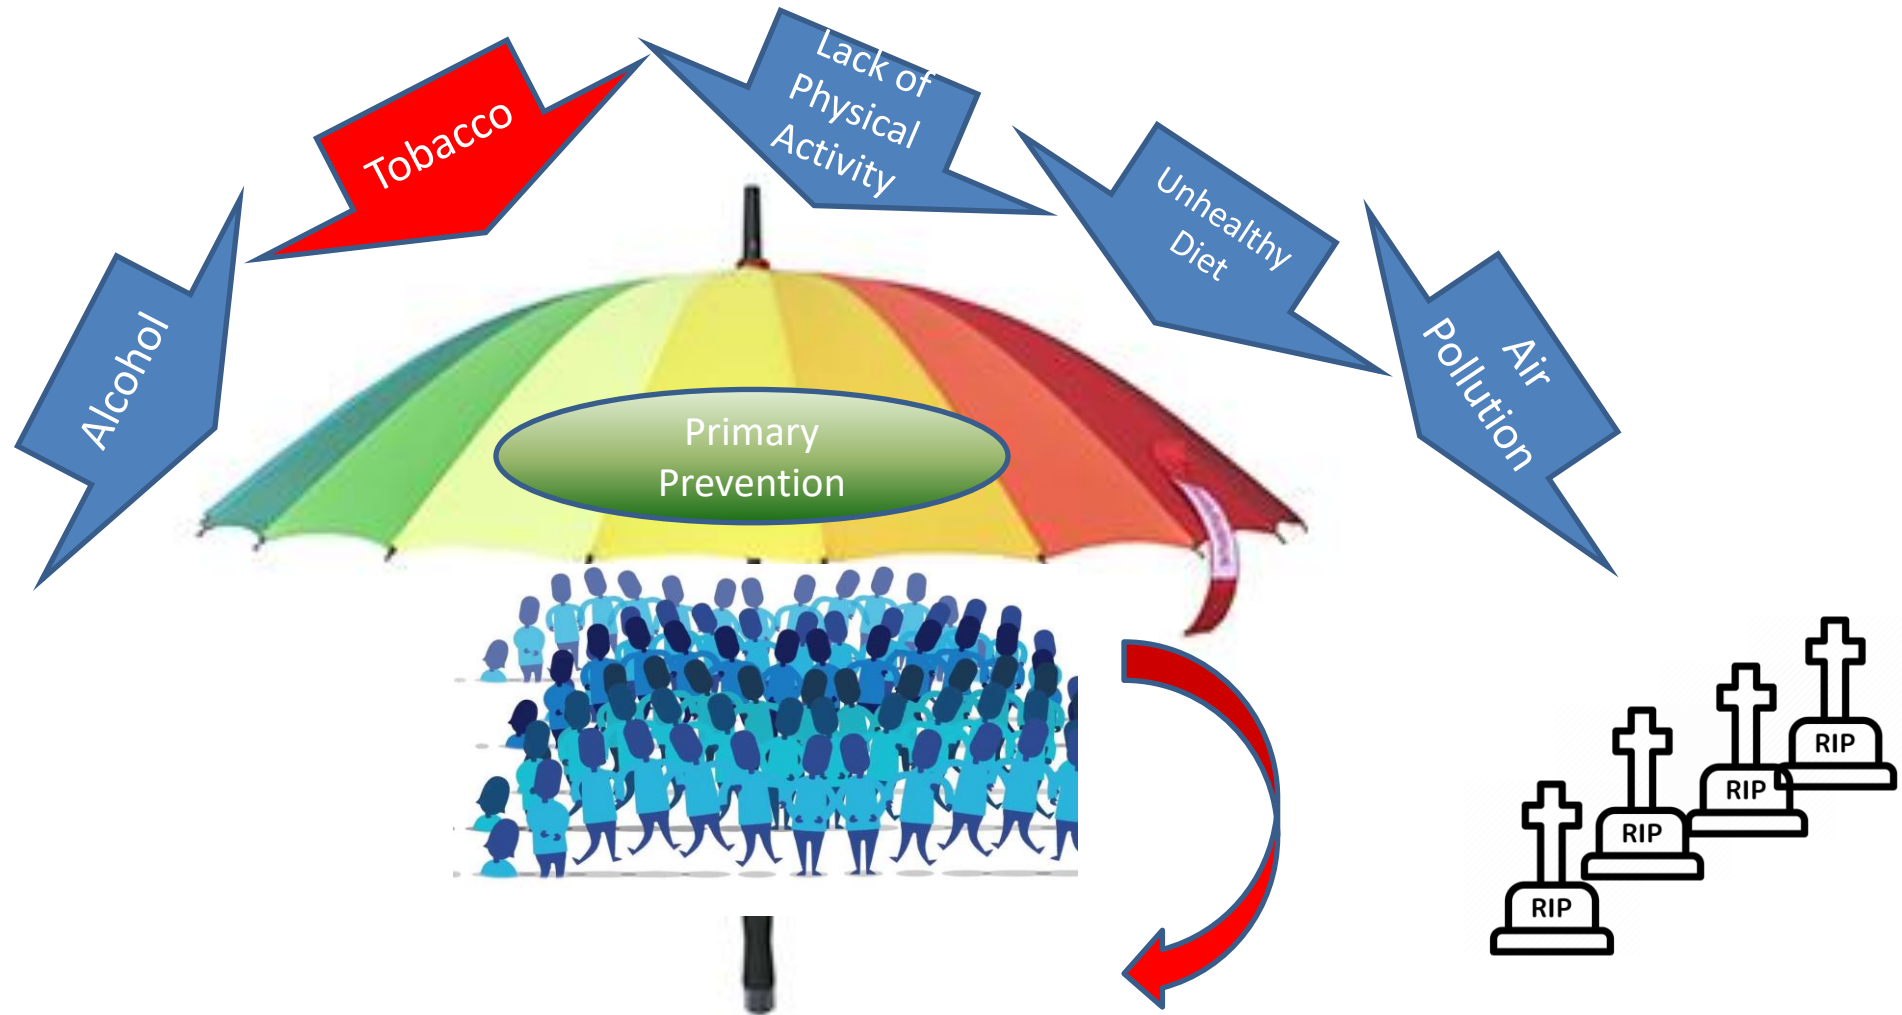 Alcohol
Tobacco
Lack of
Physical
Activity
Unhealthy
Diet
Air
Pollution
Primary
Prevention
RIP
RIP
RIP
RIP